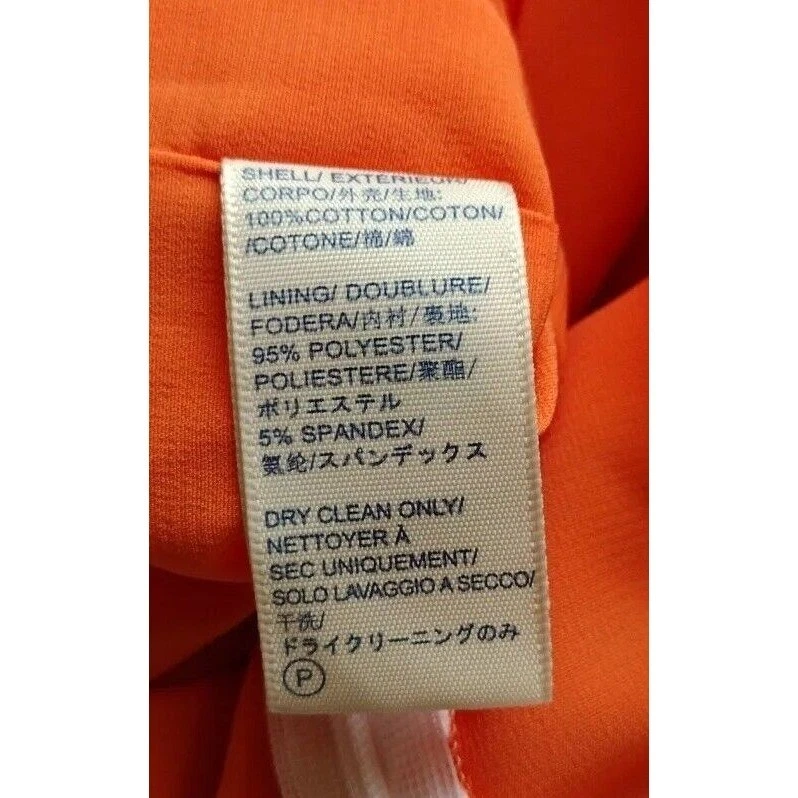 SHELL/ EXTERIEUR/
CORPO/外壳/生地:
100%COTTON/COTON/
/COTONE/棉/綿
LINING/ DOUBLURE/
FODERA/内衬/裏地:
95% POLYESTER/
POLIESTERE/聚酯/
ポリエステル
5% SPANDEX/
氨纶/スパンデックス
DRY CLEAN ONLY/
NETTOYER À
SEC UNIQUEMENT/
SOLO LAVAGGIO A SECCO/
干洗/
ドライクリーニングのみ
P